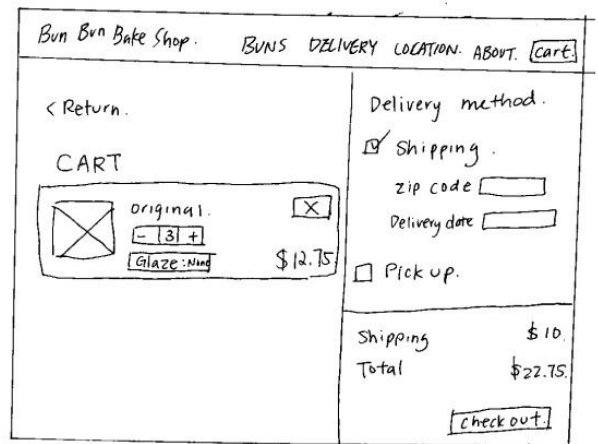 Bun Bun Bake Shop. BUNS DELIVERY LOCATION. ABOUT. Cart.
< Return.
CART
original.
X
- 3 +
Glaze: None
$12.75
Delivery method.
Shipping.
zip code
Delivery date
Pick up.
Shipping $10.
Total $22.75.
check out.